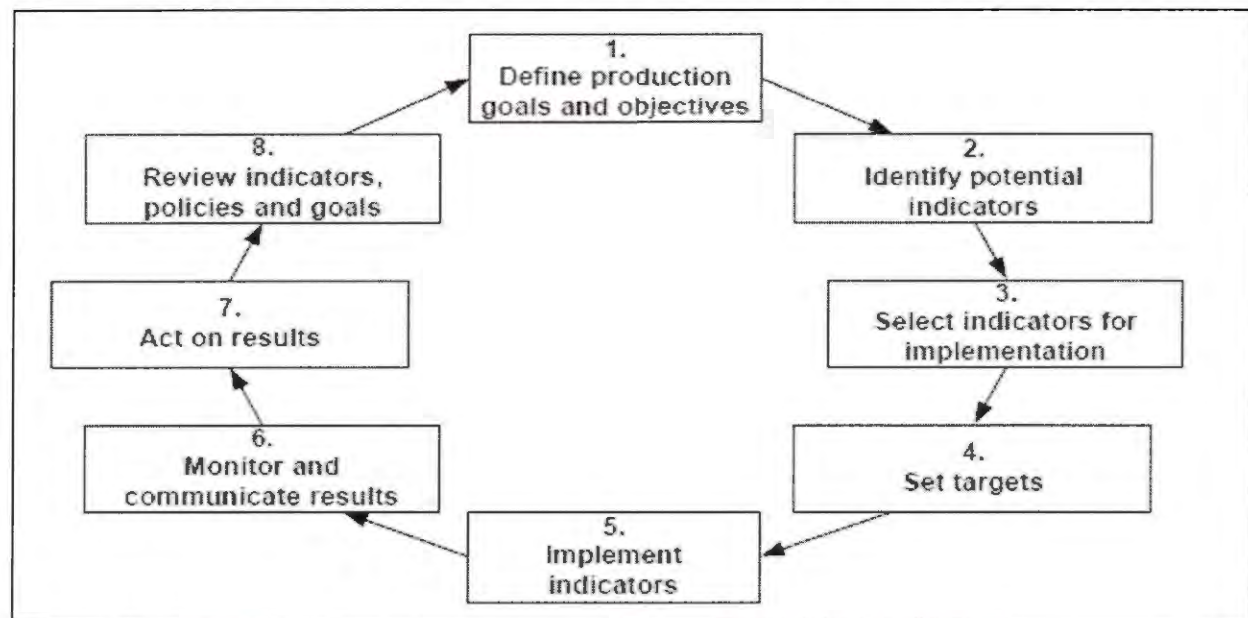 1.
Define production
goals and objectives
2.
Identify potential
indicators
3.
Select indicators for
implementation
4.
Set targets
5.
Implement
indicators
6.
Monitor and
communicate results
7.
Act on results
8.
Review indicators,
policies and goals